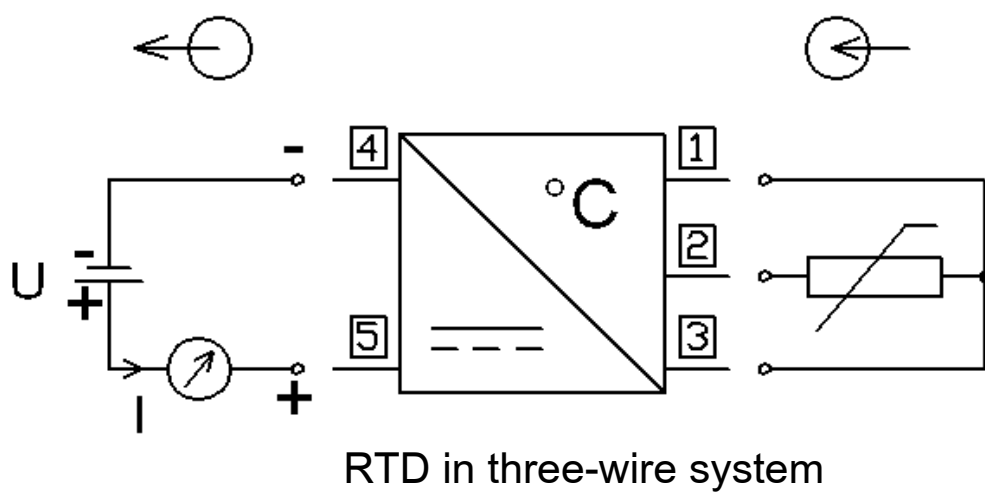 - 4 1
°C
- 2
U
+ 5 3
I +
RTD in three-wire system